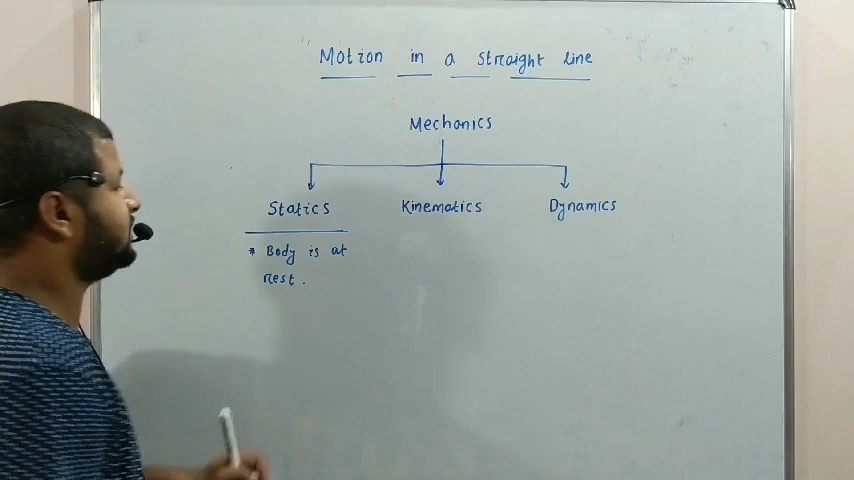 Motion in a straight line
Mechanics
Statics Kinematics Dynamics
* Body is at
rest.